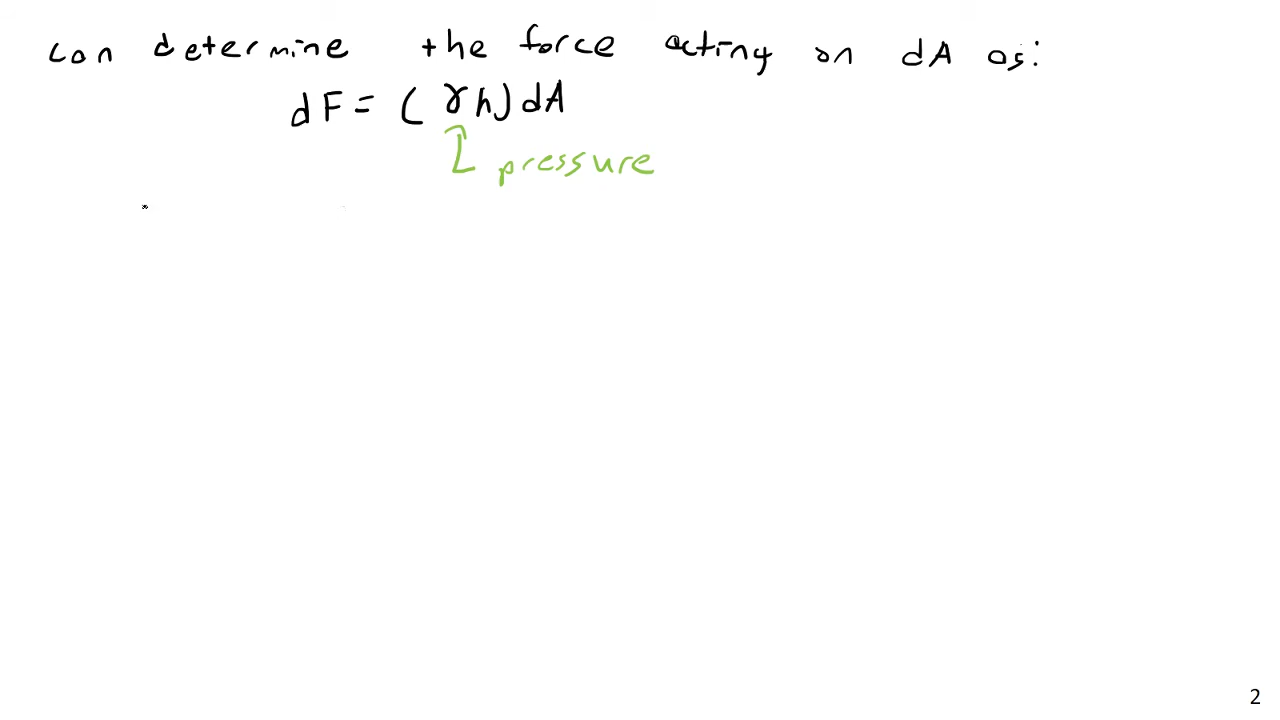 can determine the force acting on dA as:
dF = (γh)dA
pressure
2